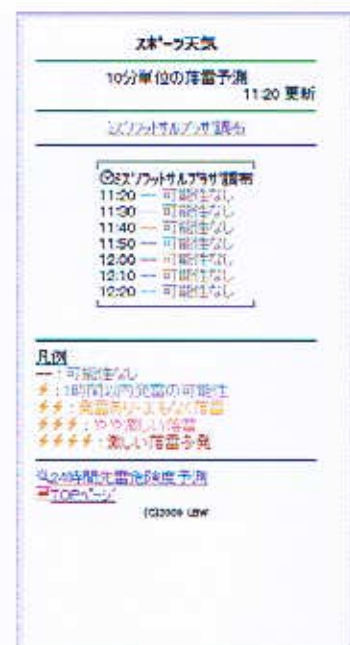 スポーツ天気
10分単位の落雷予測
11:20 更新
ミズノフットサルプラザ調布
ミズノフットサルプラザ調布
11:20 --- 可能性なし
11:30 --- 可能性なし
11:40 --- 可能性なし
11:50 --- 可能性なし
12:00 --- 可能性なし
12:10 --- 可能性なし
12:20 --- 可能性なし
凡例
--：可能性なし
：1時間以内発雷の可能性
：発雷あり・まもなく落雷
：やや激しい落雷
：激しい落雷多発
24時間先雷危険度予測
TOPページ
(C)2009 LBW